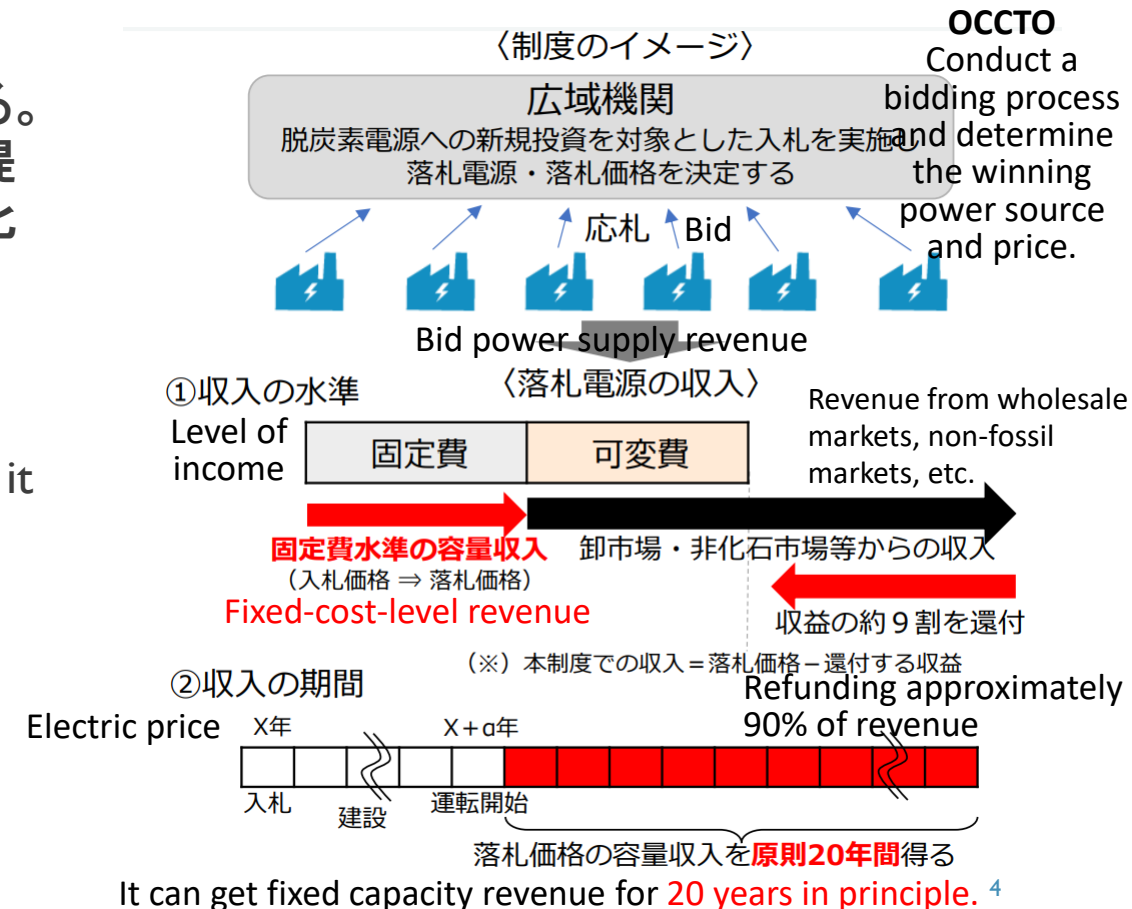 る。
是
化
it
〈制度のイメージ〉
OCCTO
Conduct a
bidding process
and determine
the winning
power source
and price.
広域機関
脱炭素電源への新規投資を対象とした入札を実施し
落札電源・落札価格を決定する
応札 Bid
Bid power supply revenue
〈落札電源の収入〉
①収入の水準
Level of
income
固定費 可変費
Revenue from wholesale
markets, non-fossil
markets, etc.
固定費水準の容量収入
（入札価格 ⇒ 落札価格）
Fixed-cost-level revenue
卸市場・非化石市場等からの収入
収益の約９割を還付
（※）本制度での収入＝落札価格－還付する収益
Refunding approximately
90% of revenue
②収入の期間
Electric price
X年 X+α年
入札 建設 運転開始
落札価格の容量収入を原則20年間得る
It can get fixed capacity revenue for 20 years in principle.
4